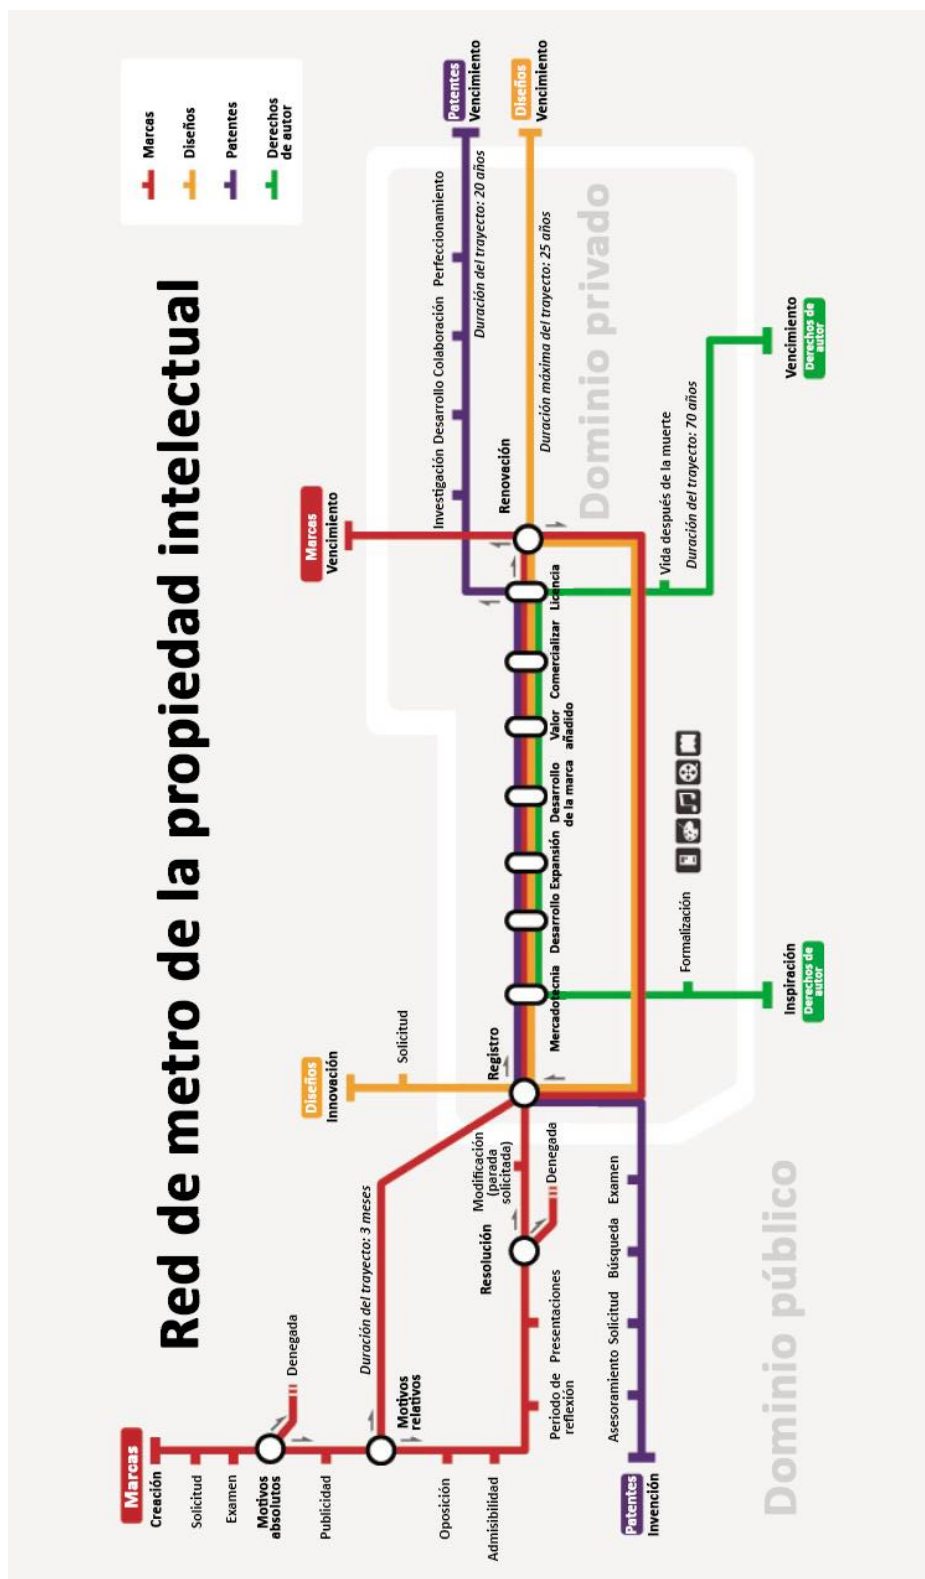 Red de metro de la propiedad intelectual
Marcas
Diseños
Patentes
Derechos
de autor
Marcas
Creación
Solicitud
Examen
Motivos
absolutos
Denegada
Publicidad
Motivos
relativos
Duración del trayecto: 3 meses
Oposición
Admisibilidad
Periodo de
reflexión
Presentaciones
Resolución
Denegada
Modificación
(parada
solicitada)
Diseños
Innovación
Solicitud
Registro
Patentes
Invención
Asesoramiento
Solicitud
Búsqueda
Examen
Mercadotecnia
Desarrollo
Expansión
Desarrollo
de la marca
Valor
añadido
Comercializar
Licencia
Renovación
Marcas
Vencimiento
Investigación
Desarrollo
Colaboración
Perfeccionamiento
Duración del trayecto: 20 años
Patentes
Vencimiento
Diseños
Vencimiento
Duración máxima del trayecto: 25 años
Dominio privado
Formalización
Inspiración
Derechos de
autor
Vida después de la muerte
Duración del trayecto: 70 años
Vencimiento
Derechos de
autor
Dominio público